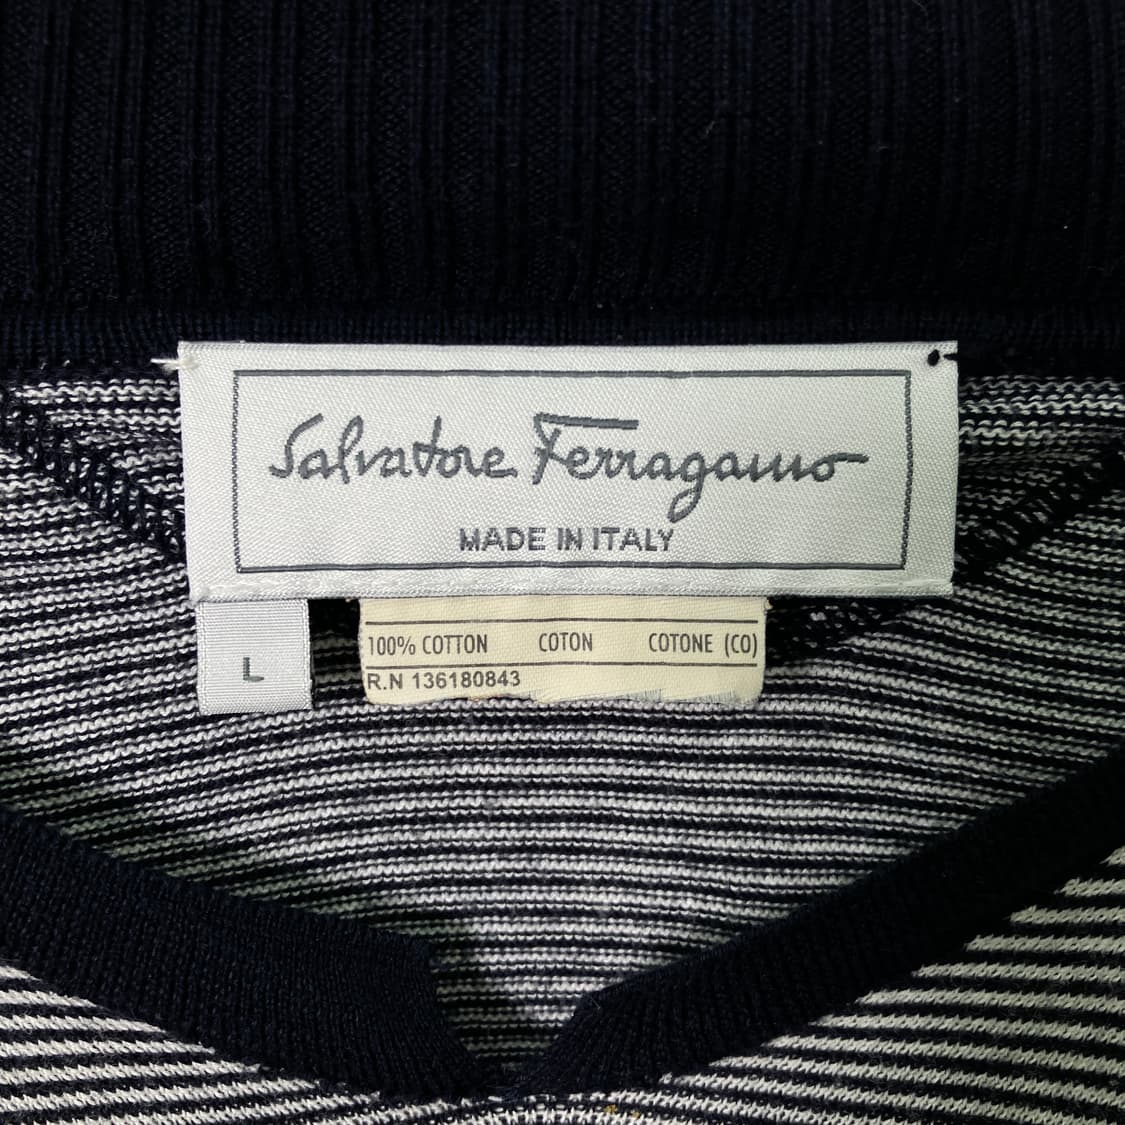 Salvatore Ferragamo
MADE IN ITALY
L
100% COTTON COTON COTONE (CO)
R.N 136180843